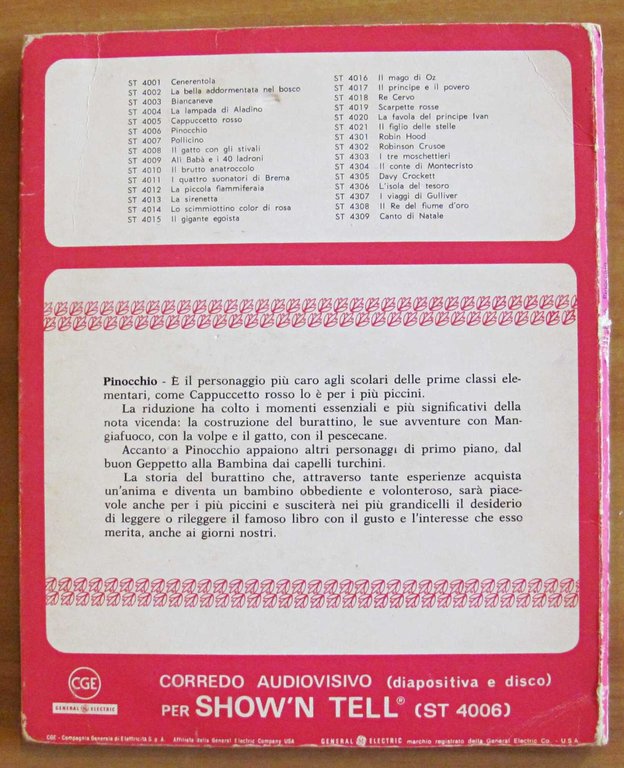 ST 4001 Cenerentola
ST 4002 La bella addormentata nel bosco
ST 4003 Biancaneve
ST 4004 La lampada di Aladino
ST 4005 Cappuccetto rosso
ST 4006 Pinocchio
ST 4007 Pollicino
ST 4008 Il gatto con gli stivali
ST 4009 Alì Babà e i 40 ladroni
ST 4010 Il brutto anatroccolo
ST 4011 I quattro suonatori di Brema
ST 4012 La piccola fiammiferaia
ST 4013 La sirenetta
ST 4014 Lo scimmiottino color di rosa
ST 4015 Il gigante egoista
ST 4016 Il mago di Oz
ST 4017 Il principe e il povero
ST 4018 Re Cervo
ST 4019 Scarpette rosse
ST 4020 La favola del principe Ivan
ST 4021 Il figlio delle stelle
ST 4301 Robin Hood
ST 4302 Robinson Crusoe
ST 4303 I tre moschettieri
ST 4304 Il conte di Montecristo
ST 4305 Davy Crockett
ST 4306 L'isola del tesoro
ST 4307 I viaggi di Gulliver
ST 4308 Il Re del fiume d'oro
ST 4309 Canto di Natale
Pinocchio - È il personaggio più caro agli scolari delle prime classi ele-
mentari, come Cappuccetto rosso lo è per i più piccini.
La riduzione ha colto i momenti essenziali e più significativi della
nota vicenda: la costruzione del burattino, le sue avventure con Man-
giafuoco, con la volpe e il gatto, con il pescecane.
Accanto a Pinocchio appaiono altri personaggi di primo piano, dal
buon Geppetto alla Bambina dai capelli turchini.
La storia del burattino che, attraverso tante esperienze acquista
un'anima e diventa un bambino obbediente e volonteroso, sarà piace-
vole anche per i più piccini e susciterà nei più grandicelli il desiderio
di leggere o rileggere il famoso libro con il gusto e l'interesse che esso
merita, anche ai giorni nostri.
CGE
GENERAL GE ELECTRIC
CORREDO AUDIOVISIVO (diapositiva e disco)
PER SHOW'N TELL® (ST 4006)
CGE - Compagnia Generale di Elettricità S.p.A. Affiliata della General Electric Company USA
GENERAL GE ELECTRIC marchio registrato della General Electric Co. - USA